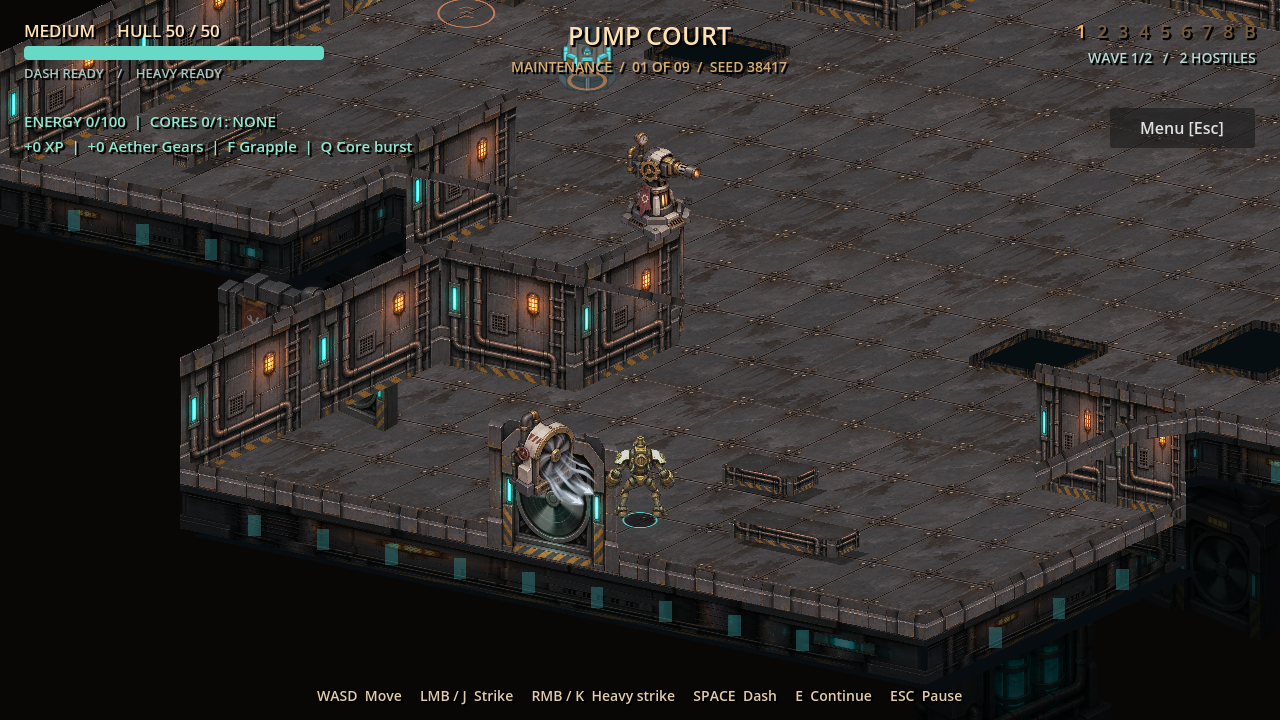 MEDIUM HULL 50 / 50
DASH READY / HEAVY READY
ENERGY 0/100 | CORES 0/1: NONE
+0 XP | +0 Aether Gears | F Grapple | Q Core burst
PUMP COURT
MAINTENANCE / 01 OF 09 / SEED 38417
1 2 3 4 5 6 7 8 B
WAVE 1/2 / 2 HOSTILES
Menu [Esc]
WASD Move LMB / J Strike RMB / K Heavy strike SPACE Dash E Continue ESC Pause